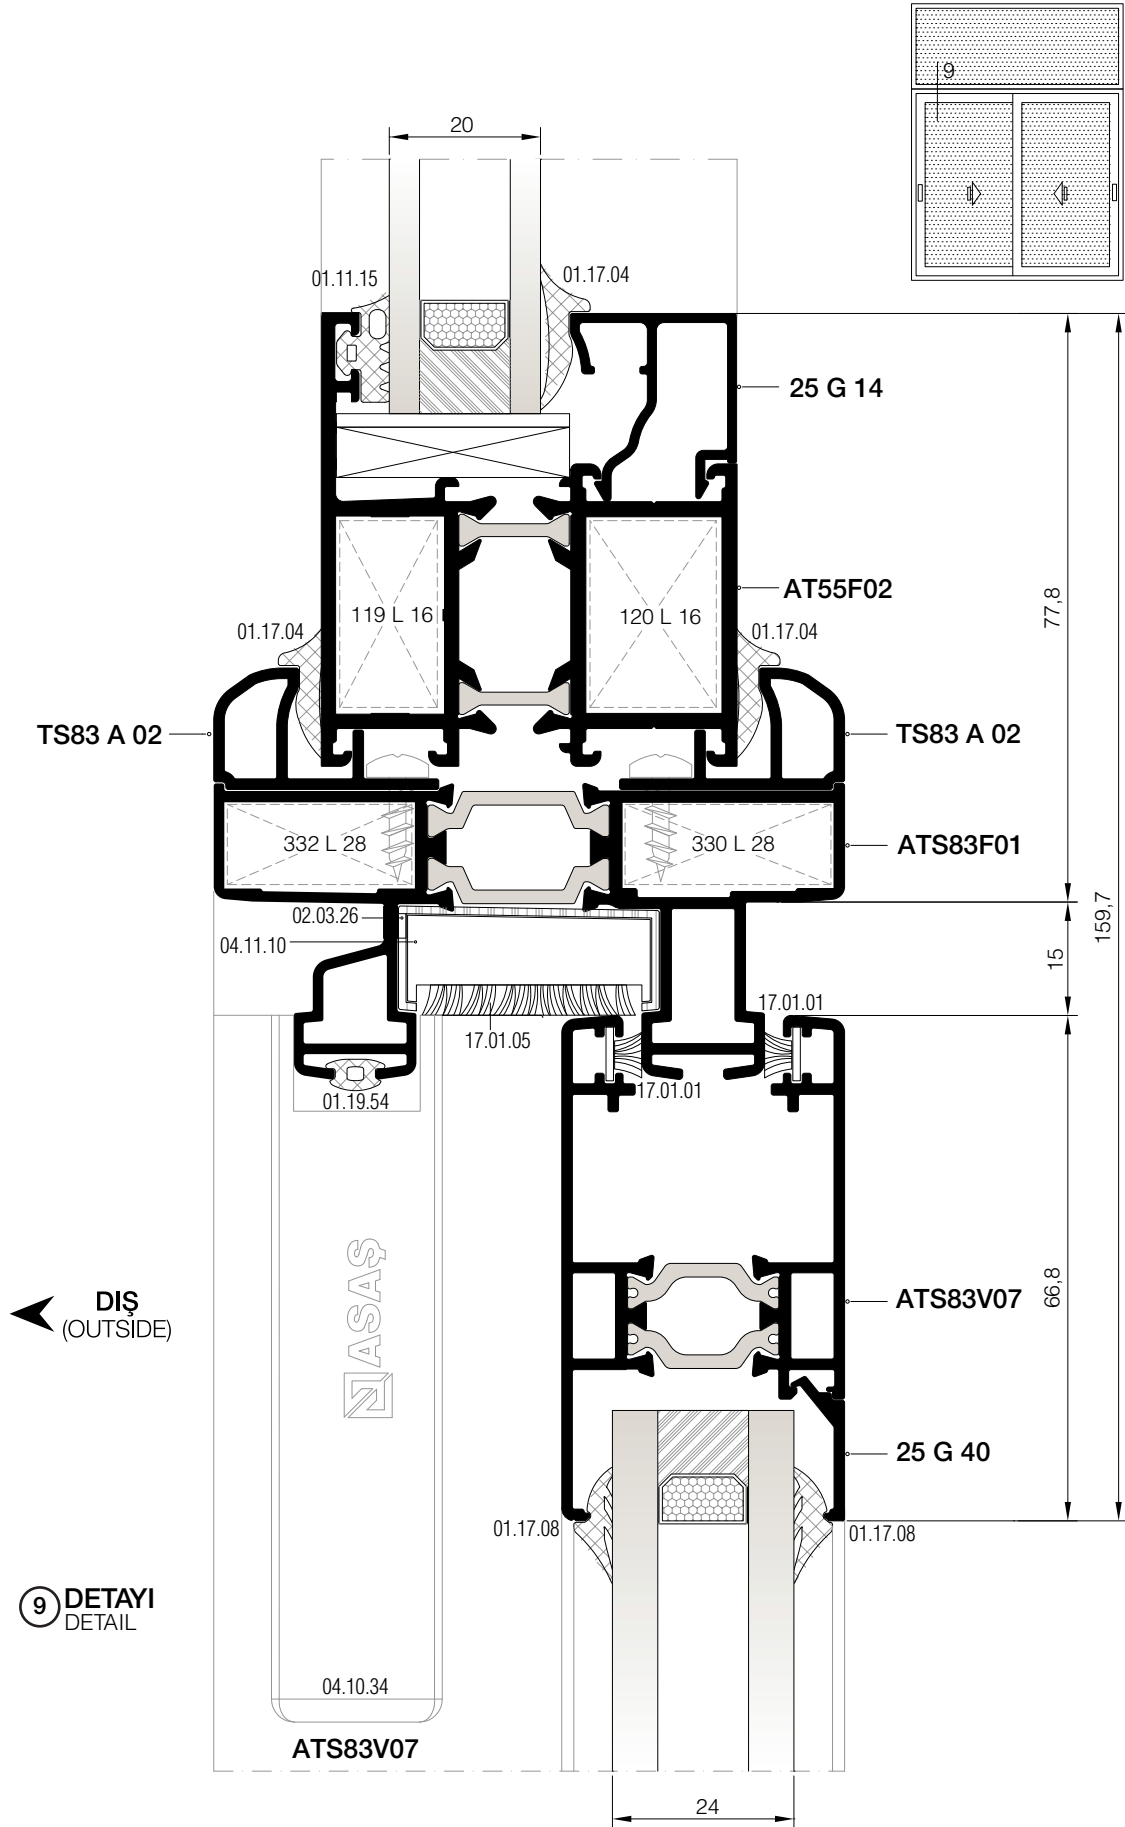 9
20
01.11.15
01.17.04
25 G 14
AT55F02
119 L 16
120 L 16
77,8
01.17.04
01.17.04
TS83 A 02
TS83 A 02
332 L 28
330 L 28
ATS83F01
02.03.26
04.11.10
159,7
15
17.01.05
17.01.01
17.01.01
01.19.54
ASAŞ
DIŞ
(OUTSIDE)
ATS83V07
66,8
25 G 40
01.17.08
01.17.08
9 DETAYI
DETAIL
04.10.34
ATS83V07
24